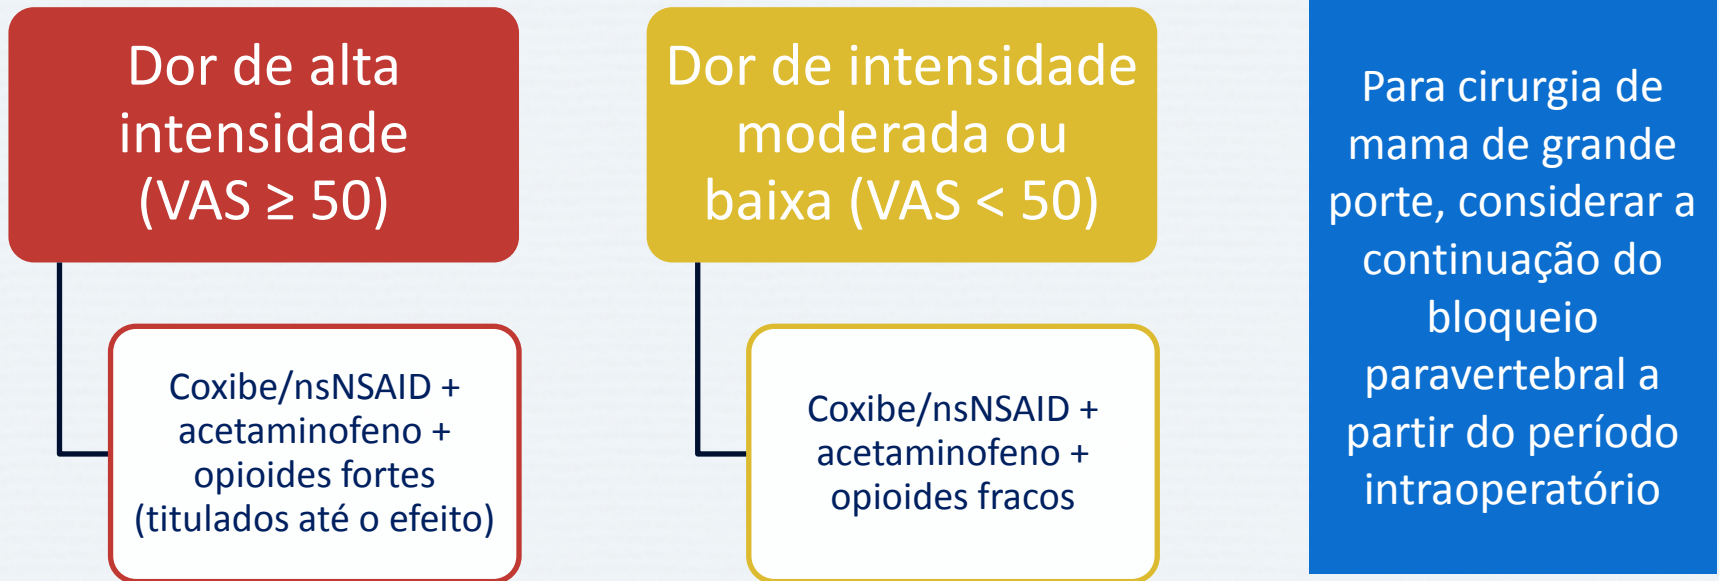 Dor de alta
intensidade
(VAS ≥ 50)
Coxibe/nsNSAID +
acetaminofeno +
opioides fortes
(titulados até o efeito)
Dor de intensidade
moderada ou
baixa (VAS < 50)
Coxibe/nsNSAID +
acetaminofeno +
opioides fracos
Para cirurgia de
mama de grande
porte, considerar a
continuação do
bloqueio
paravertebral a
partir do período
intraoperatório